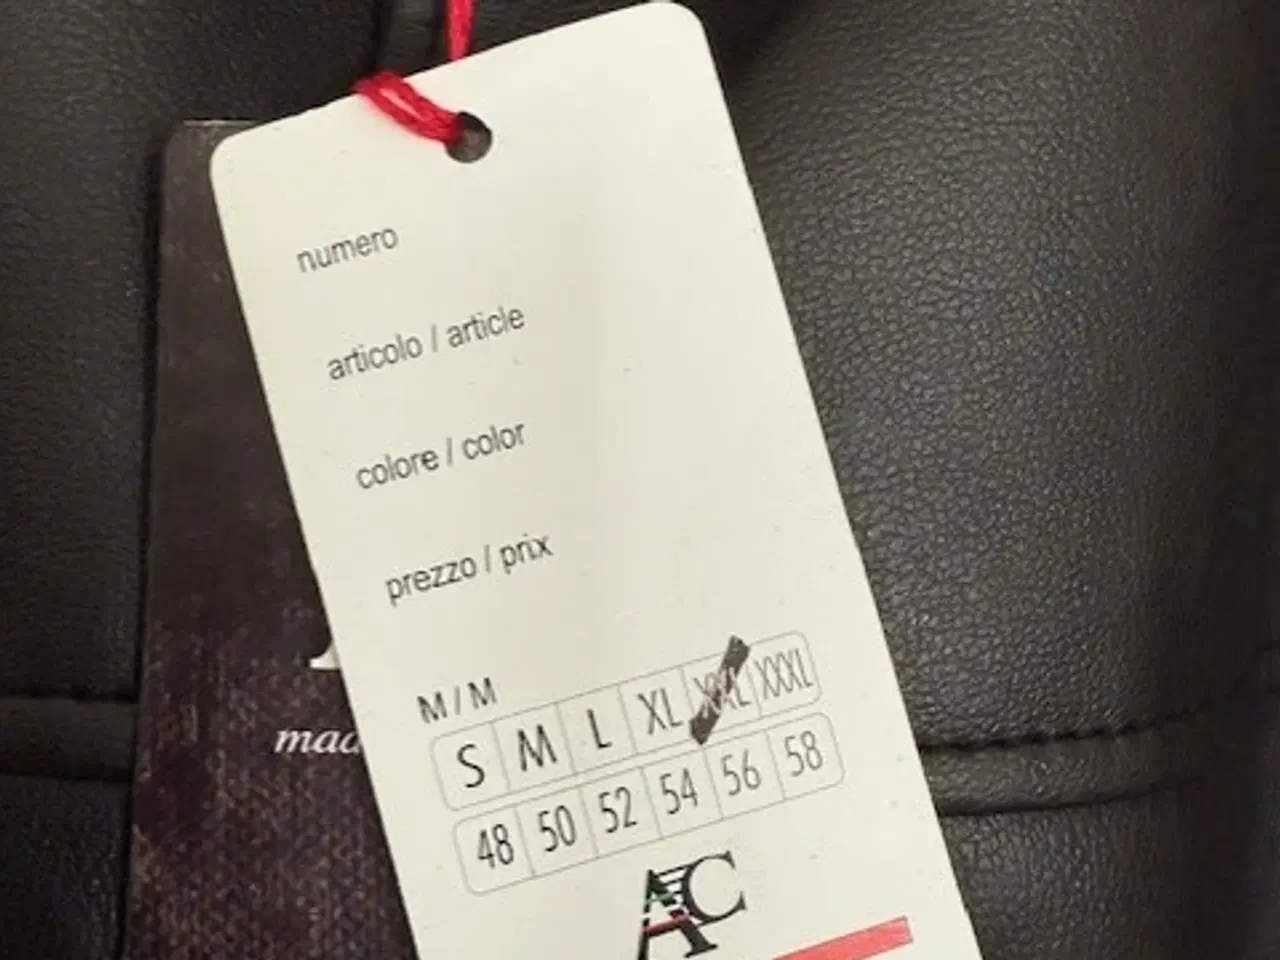 numero
articolo / article
colore / color
prezzo / prix
M / M
S M L XL XXL XXXL
48 50 52 54 56 58
AC
mad